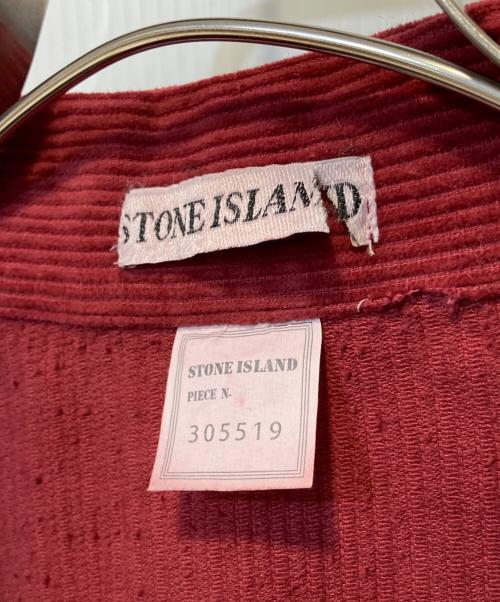 STONE ISLAND
STONE ISLAND
PIECE N.
305519